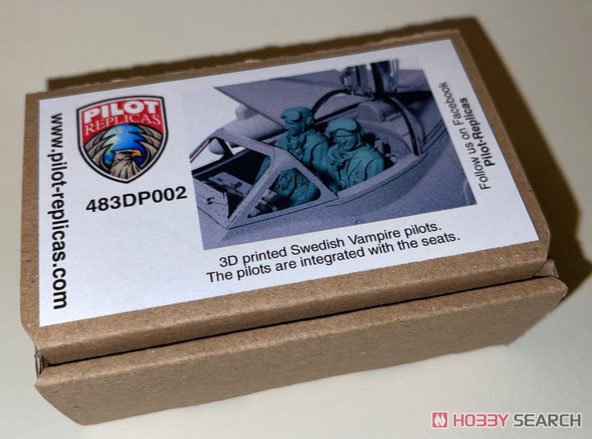 PILOT
REPLICAS
483DP002
www.pilot-replicas.com
Follow us on Facebook
Pilot-Replicas
3D printed Swedish Vampire pilots.
The pilots are integrated with the seats.
HOBBY SEARCH